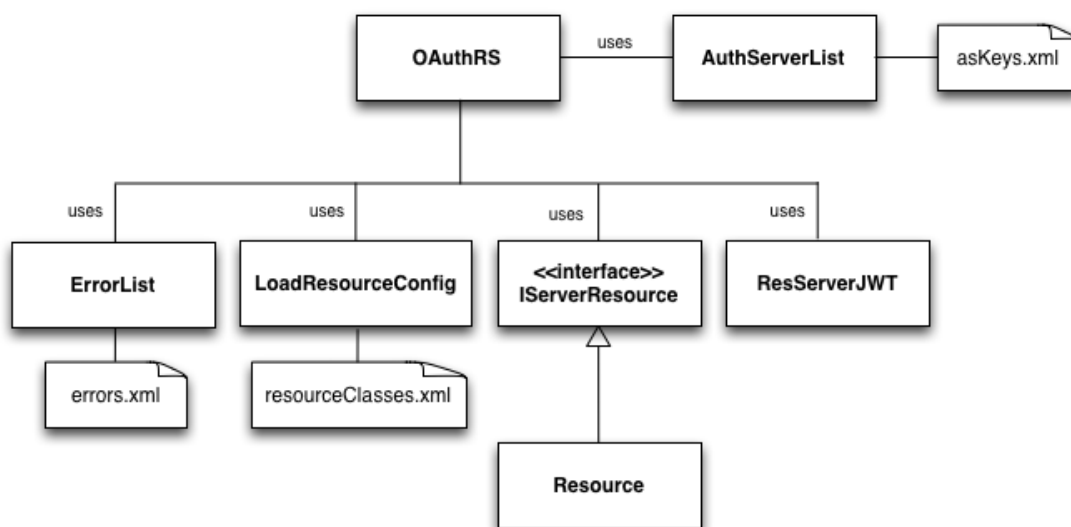 OAuthRS
uses
AuthServerList
asKeys.xml
uses
uses
uses
uses
ErrorList
LoadResourceConfig
<<interface>>
IServerResource
ResServerJWT
errors.xml
resourceClasses.xml
Resource